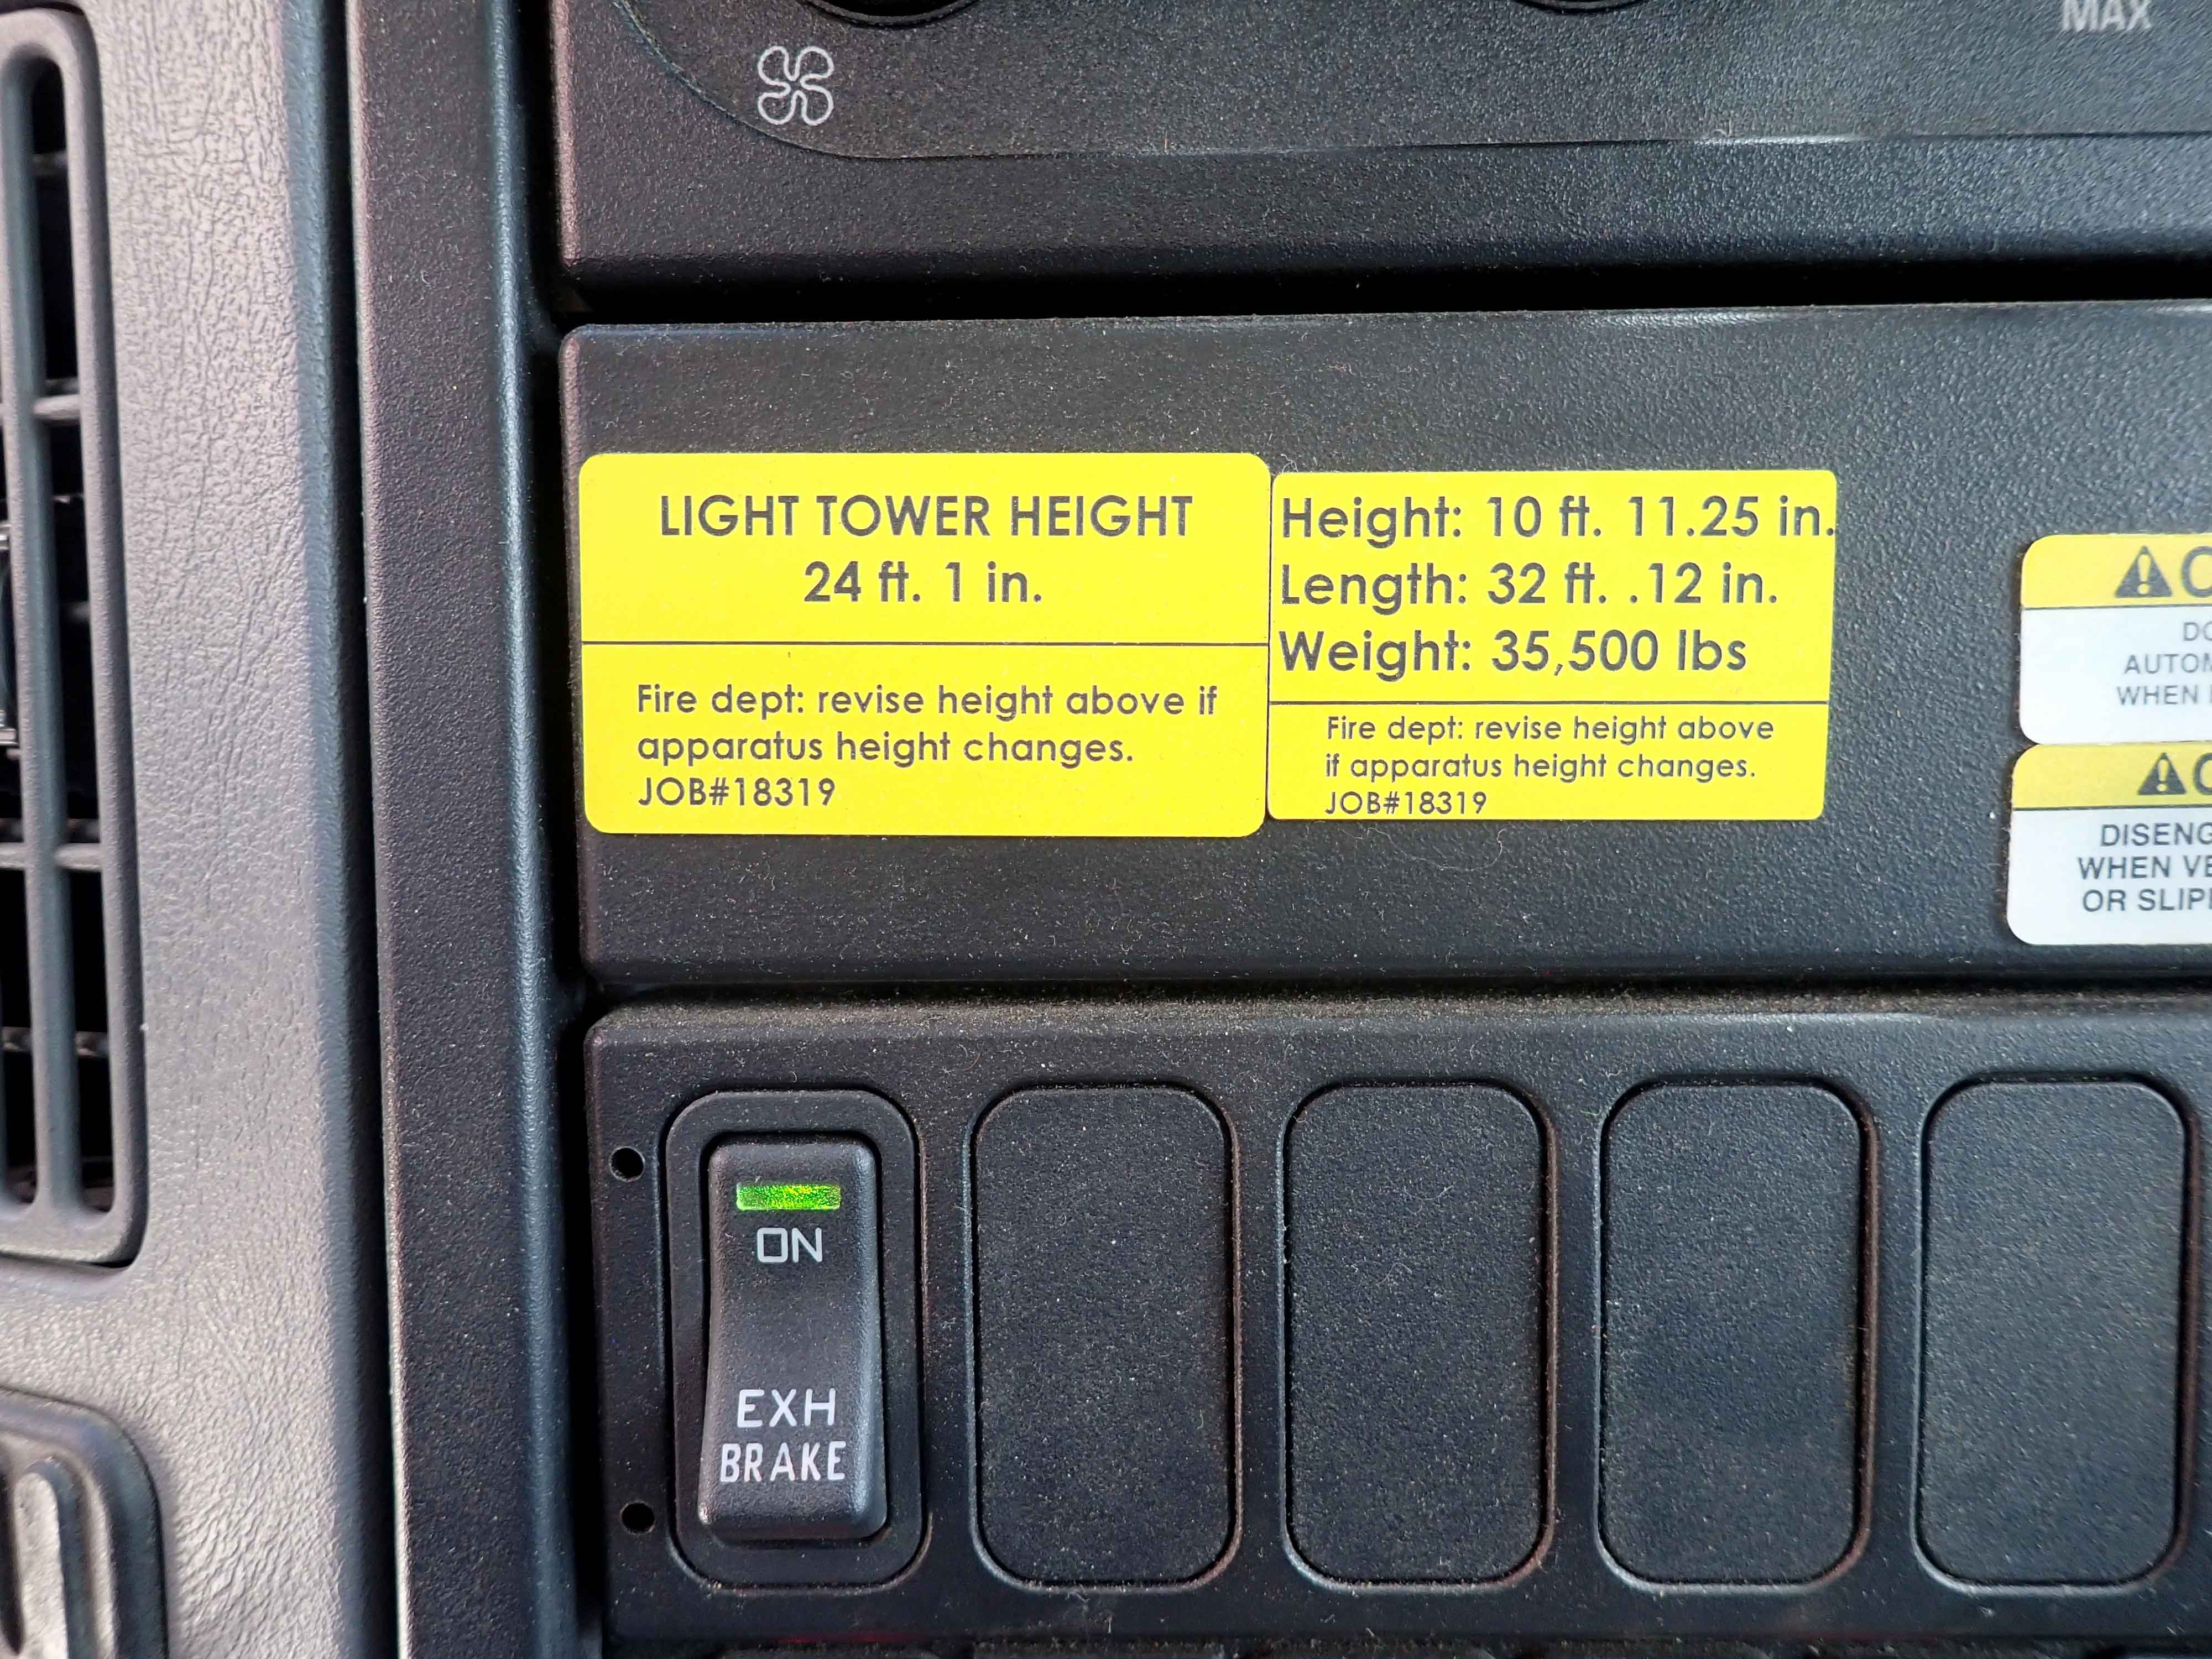 MAX
LIGHT TOWER HEIGHT
24 ft. 1 in.
Fire dept: revise height above if
apparatus height changes.
JOB#18319
Height: 10 ft. 11.25 in.
Length: 32 ft. .12 in.
Weight: 35,500 lbs
Fire dept: revise height above
if apparatus height changes.
JOB#18319
WHEN
OR
ON
EXH
BRAKE